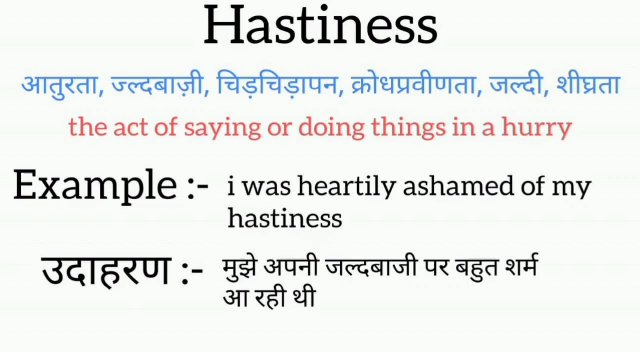 Hastiness
आतुरता, ज्ल्दबाज़ी, चिड़चिड़ापन, क्रोधप्रवीणता, जल्दी, शीघ्रता
the act of saying or doing things in a hurry
Example :- i was heartily ashamed of my
hastiness
उदाहरण :- मुझे अपनी जल्दबाजी पर बहुत शर्म
आ रही थी